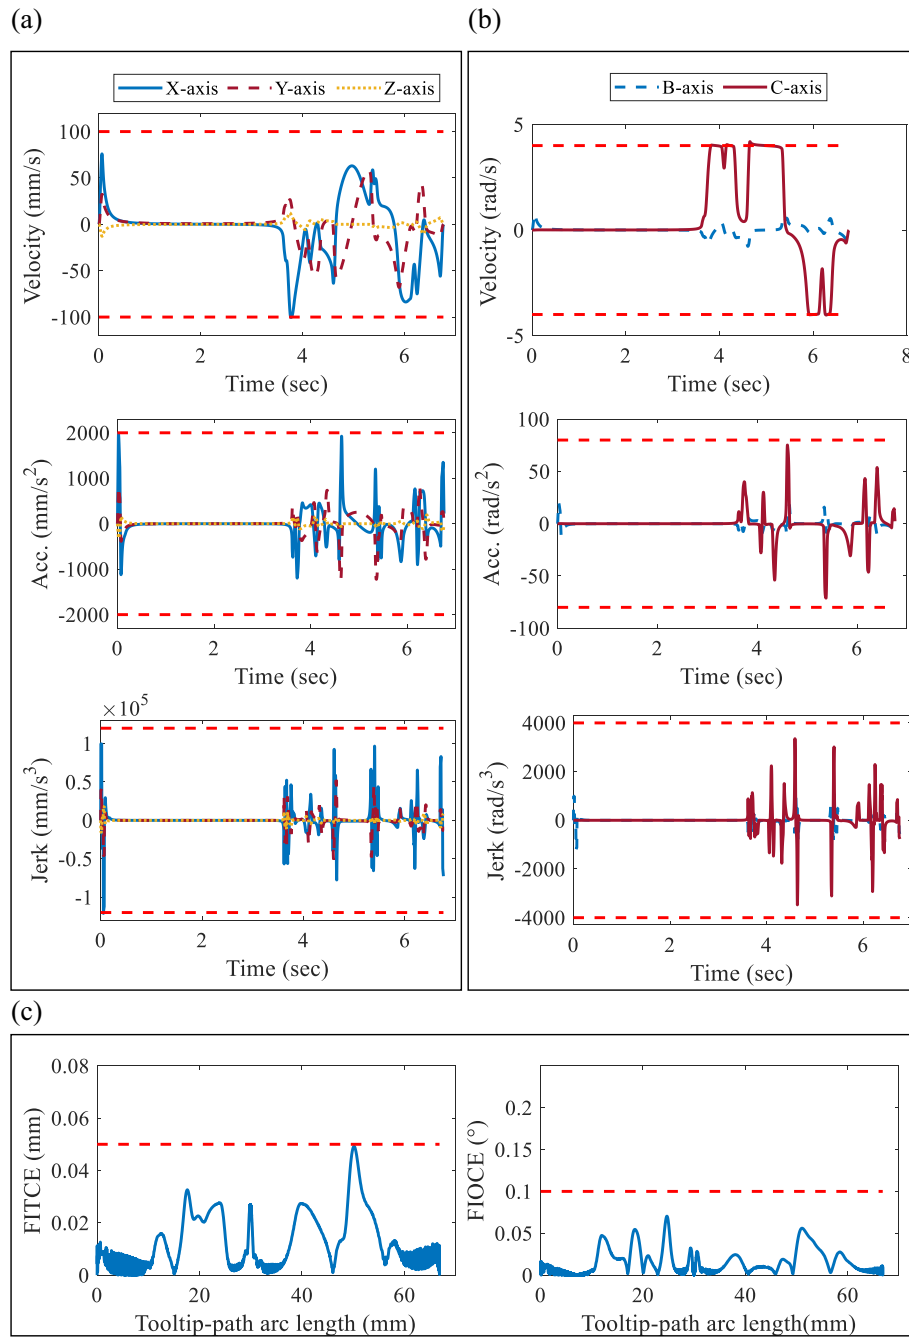 (a)
X-axis Y-axis Z-axis
100
50
0
-50
-100
Velocity (mm/s)
0 2 4 6
Time (sec)
2000
1000
0
-1000
-2000
Acc. (mm/s²)
0 2 4 6
Time (sec)
×10⁵
1
0.5
0
-0.5
-1
Jerk (mm/s³)
0 2 4 6
Time (sec)
(b)
B-axis C-axis
5
0
-5
Velocity (rad/s)
0 2 4 6 8
Time (sec)
100
50
0
-50
-100
Acc. (rad/s²)
0 2 4 6
Time (sec)
4000
2000
0
-2000
-4000
Jerk (rad/s³)
0 2 4 6
Time (sec)
(c)
0.08
0.06
0.04
0.02
0
FITCE (mm)
0 20 40 60
Tooltip-path arc length (mm)
0.2
0.15
0.1
0.05
0
FIOCE (°)
0 20 40 60
Tooltip-path arc length(mm)